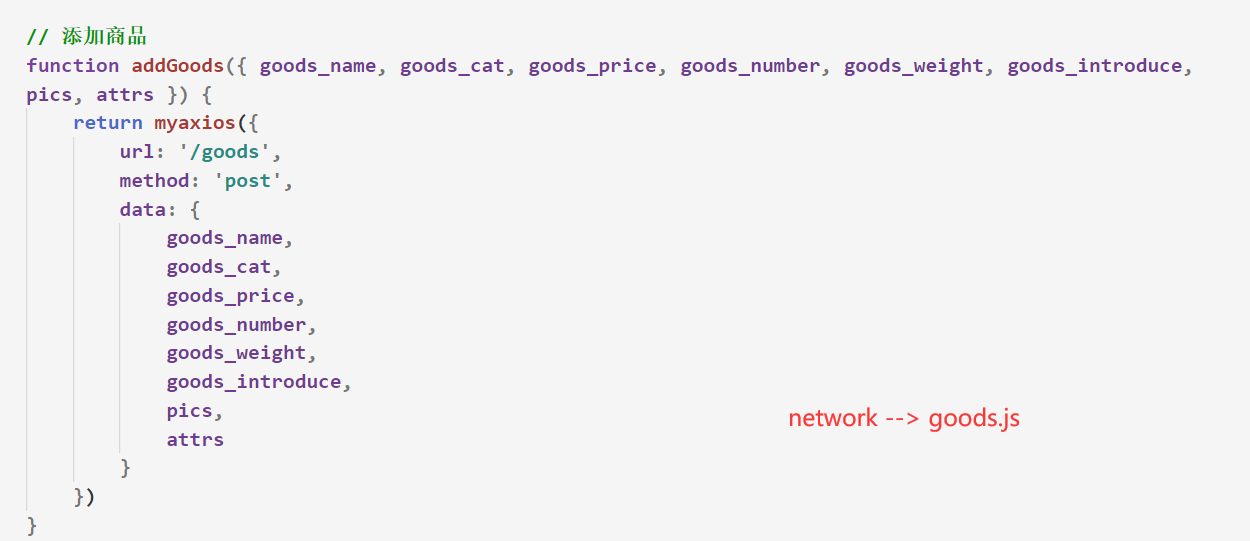 // 添加商品
function addGoods({ goods_name, goods_cat, goods_price, goods_number, goods_weight, goods_introduce,
pics, attrs }) {
    return myaxios({
        url: '/goods',
        method: 'post',
        data: {
            goods_name,
            goods_cat,
            goods_price,
            goods_number,
            goods_weight,
            goods_introduce,
            pics,
            attrs
        }
    })
}
network --> goods.js